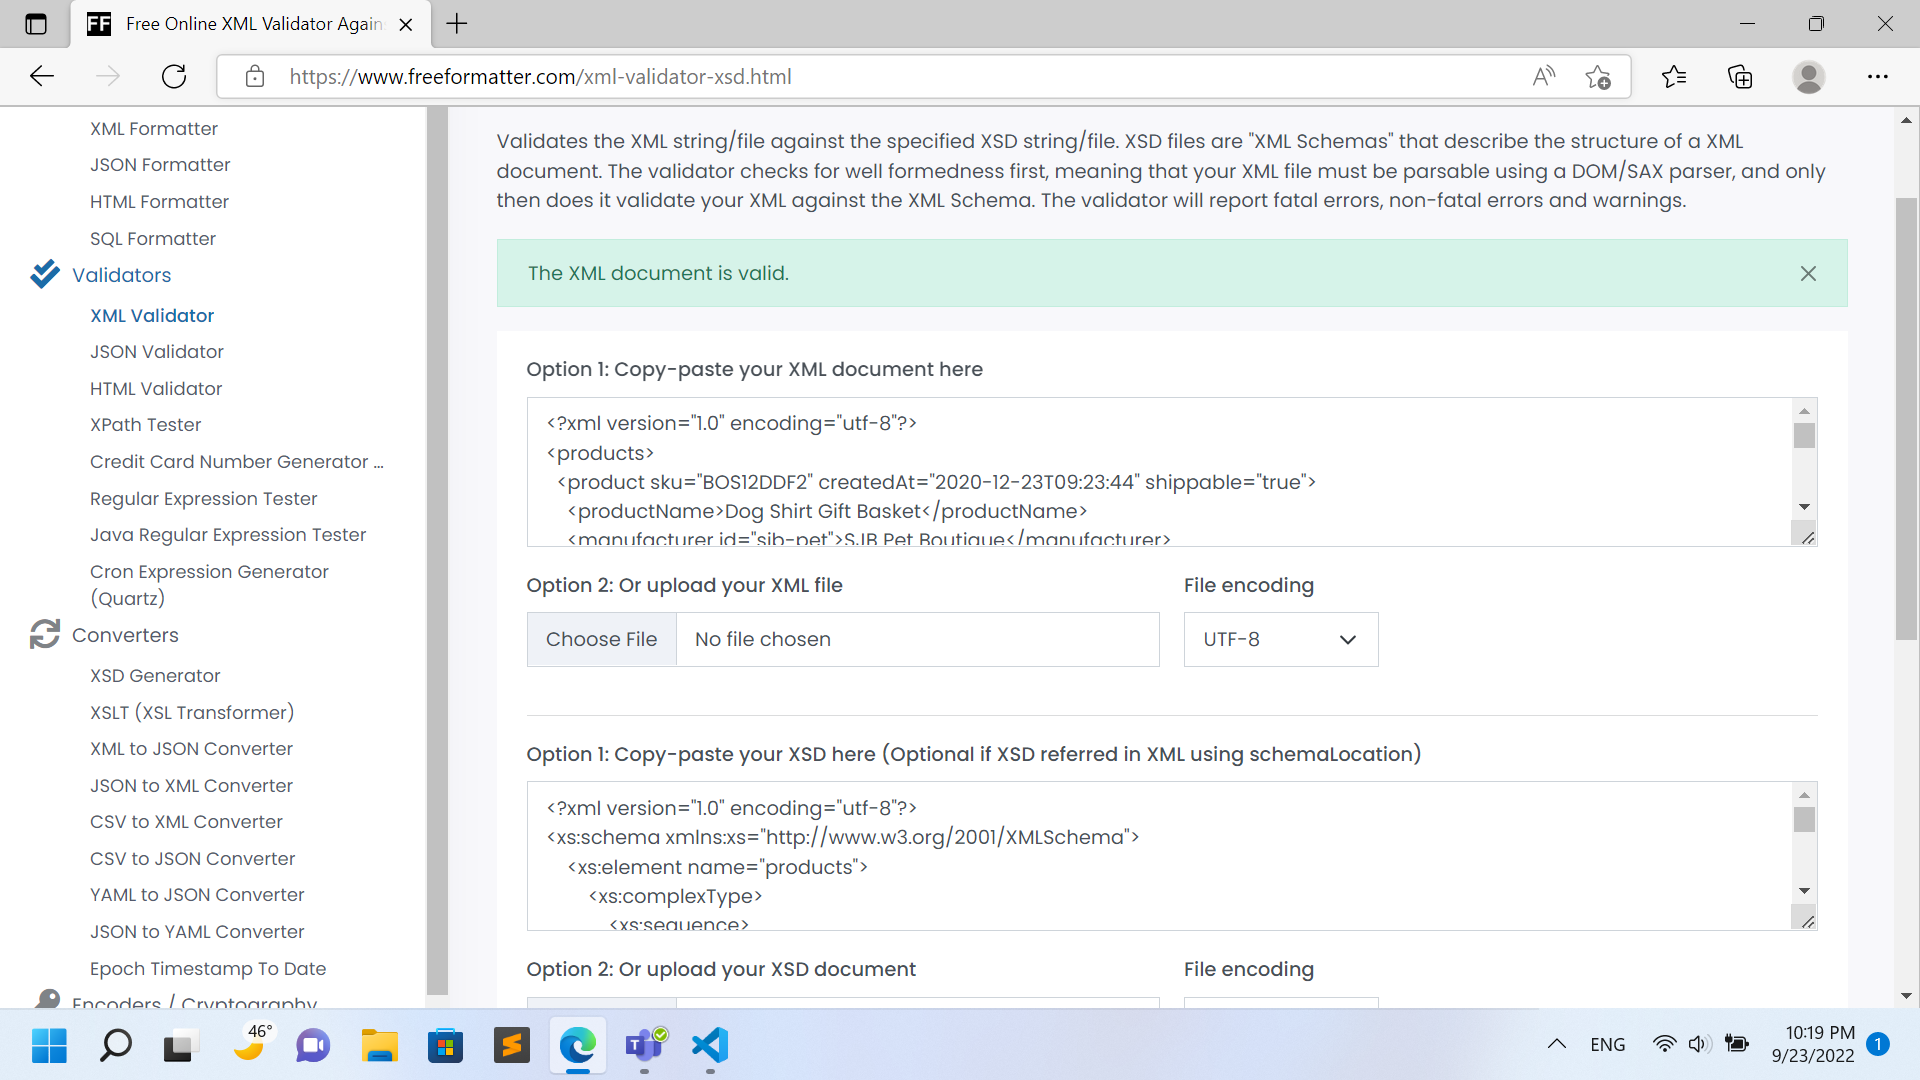 Free Online XML Validator Again
https://www.freeformatter.com/xml-validator-xsd.html
XML Formatter
JSON Formatter
HTML Formatter
SQL Formatter
Validators
XML Validator
JSON Validator
HTML Validator
XPath Tester
Credit Card Number Generator ...
Regular Expression Tester
Java Regular Expression Tester
Cron Expression Generator
(Quartz)
Converters
XSD Generator
XSLT (XSL Transformer)
XML to JSON Converter
JSON to XML Converter
CSV to XML Converter
CSV to JSON Converter
YAML to JSON Converter
JSON to YAML Converter
Epoch Timestamp To Date
Encoders / Cryptography
Validates the XML string/file against the specified XSD string/file. XSD files are "XML Schemas" that describe the structure of a XML
document. The validator checks for well formedness first, meaning that your XML file must be parsable using a DOM/SAX parser, and only
then does it validate your XML against the XML Schema. The validator will report fatal errors, non-fatal errors and warnings.
The XML document is valid.
Option 1: Copy-paste your XML document here
<?xml version="1.0" encoding="utf-8"?>
<products>
<product sku="BOS12DDF2" createdAt="2020-12-23T09:23:44" shippable="true">
<productName>Dog Shirt Gift Basket</productName>
<manufacturer id="sjb-pet">SJB Pet Boutique</manufacturer>
Option 2: Or upload your XML file
File encoding
Choose File
No file chosen
UTF-8
Option 1: Copy-paste your XSD here (Optional if XSD referred in XML using schemaLocation)
<?xml version="1.0" encoding="utf-8"?>
<xs:schema xmlns:xs="http://www.w3.org/2001/XMLSchema">
<xs:element name="products">
<xs:complexType>
<xs:sequence>
Option 2: Or upload your XSD document
File encoding
46°
ENG
10:19 PM
9/23/2022
1